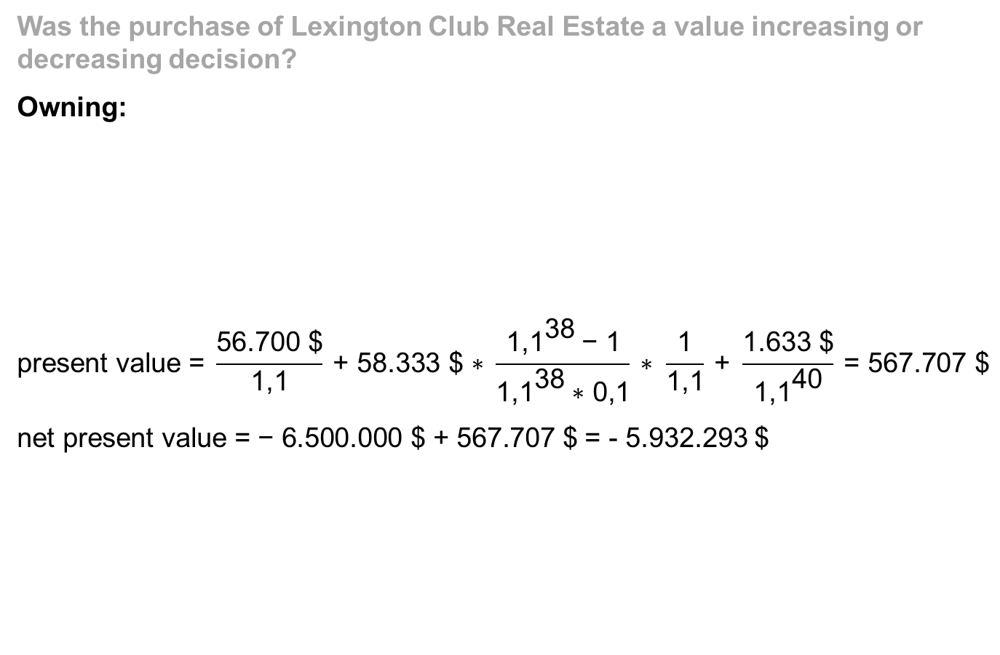 Was the purchase of Lexington Club Real Estate a value increasing or
decreasing decision?
Owning:
present value = \frac{56.700 $}{1,1} + 58.333 $ ∗ \frac{1,1^{38} − 1}{1,1^{38} ∗ 0,1} ∗ \frac{1}{1,1} + \frac{1.633 $}{1,1^{40}} = 567.707 $
net present value = − 6.500.000 $ + 567.707 $ = - 5.932.293 $